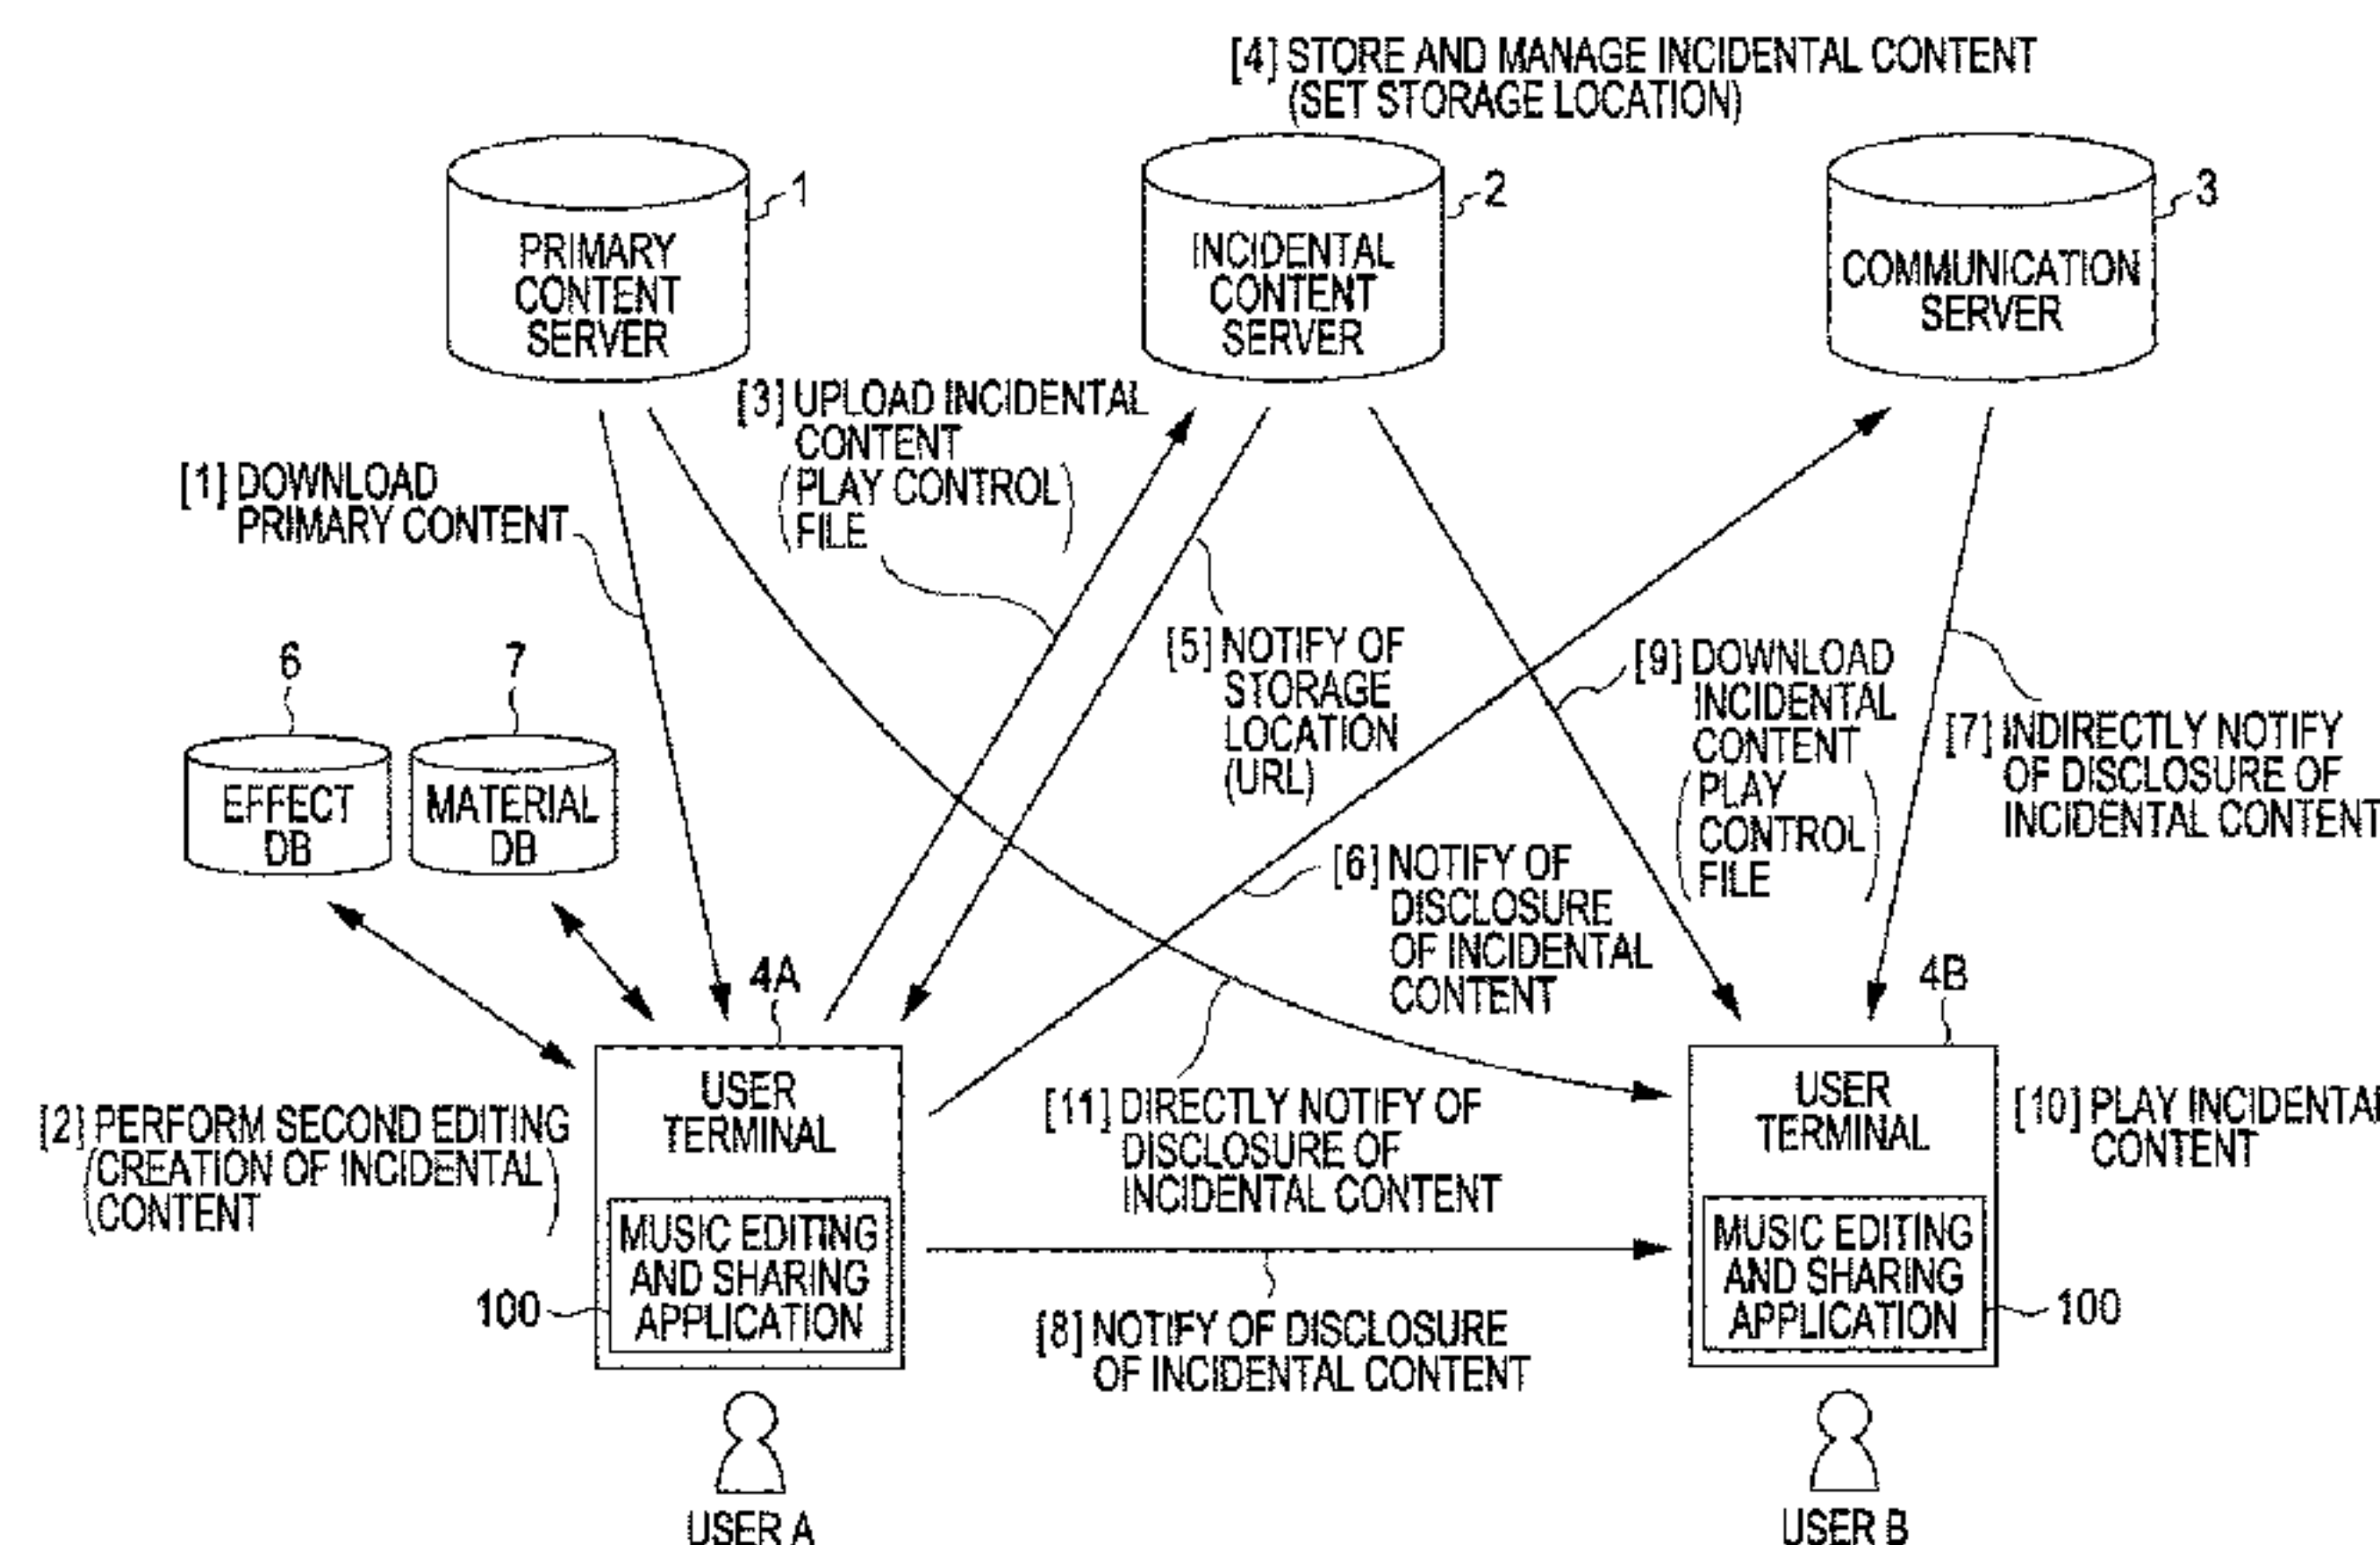 [4] STORE AND MANAGE INCIDENTAL CONTENT
(SET STORAGE LOCATION)
1
PRIMARY
CONTENT
SERVER
2
INCIDENTAL
CONTENT
SERVER
3
COMMUNICATION
SERVER
[3] UPLOAD INCIDENTAL
CONTENT
(PLAY CONTROL
FILE)
[1] DOWNLOAD
PRIMARY CONTENT
[5] NOTIFY OF
STORAGE
LOCATION
(URL)
[9] DOWNLOAD
INCIDENTAL
CONTENT
(PLAY
CONTROL
FILE)
[7] INDIRECTLY NOTIFY
OF DISCLOSURE OF
INCIDENTAL CONTENT
6
EFFECT
DB
7
MATERIAL
DB
[6] NOTIFY OF
DISCLOSURE
OF INCIDENTAL
CONTENT
4A
USER
TERMINAL
4B
USER
TERMINAL
[2] PERFORM SECOND EDITING
(CREATION OF INCIDENTAL
CONTENT)
[11] DIRECTLY NOTIFY OF
DISCLOSURE OF
INCIDENTAL CONTENT
[10] PLAY INCIDENTAL
CONTENT
MUSIC EDITING
AND SHARING
APPLICATION
100
MUSIC EDITING
AND SHARING
APPLICATION
100
[8] NOTIFY OF DISCLOSURE
OF INCIDENTAL CONTENT
USER A
USER B